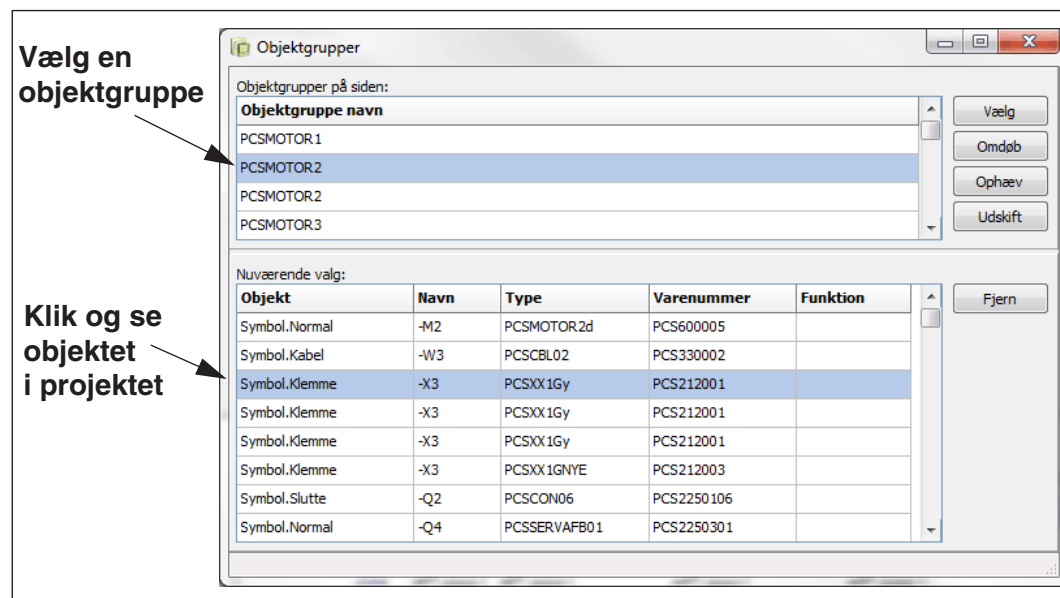 Vælg en
objektgruppe
Objektgrupper
Objektgrupper på siden:
Objektgruppe navn
PCSMOTOR1
PCSMOTOR2
PCSMOTOR2
PCSMOTOR3
Vælg
Omdøb
Ophæv
Udskift
Klik og se
objektet
i projektet
Nuværende valg:
Objekt Navn Type Varenummer Funktion
Symbol.Normal -M2 PCSMOTOR2d PCS600005
Symbol.Kabel -W3 PCSCBL02 PCS330002
Symbol.Klemme -X3 PCSXX1Gy PCS212001
Symbol.Klemme -X3 PCSXX1Gy PCS212001
Symbol.Klemme -X3 PCSXX1Gy PCS212001
Symbol.Klemme -X3 PCSXX1GNYE PCS212003
Symbol.Slutte -Q2 PCSCON06 PCS2250106
Symbol.Normal -Q4 PCSSERVAFB01 PCS2250301
Fjern